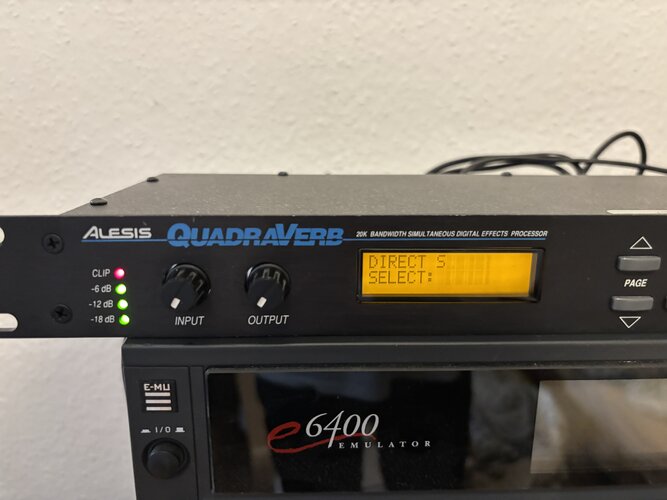 ALESIS QUADRAVERB 20K BANDWIDTH SIMULTANEOUS DIGITAL EFFECTS PROCESSOR
DIRECT S
SELECT:
CLIP
-6 dB
-12 dB
-18 dB
INPUT
OUTPUT
PAGE
E-MU
I/O
e6400
EMULATOR